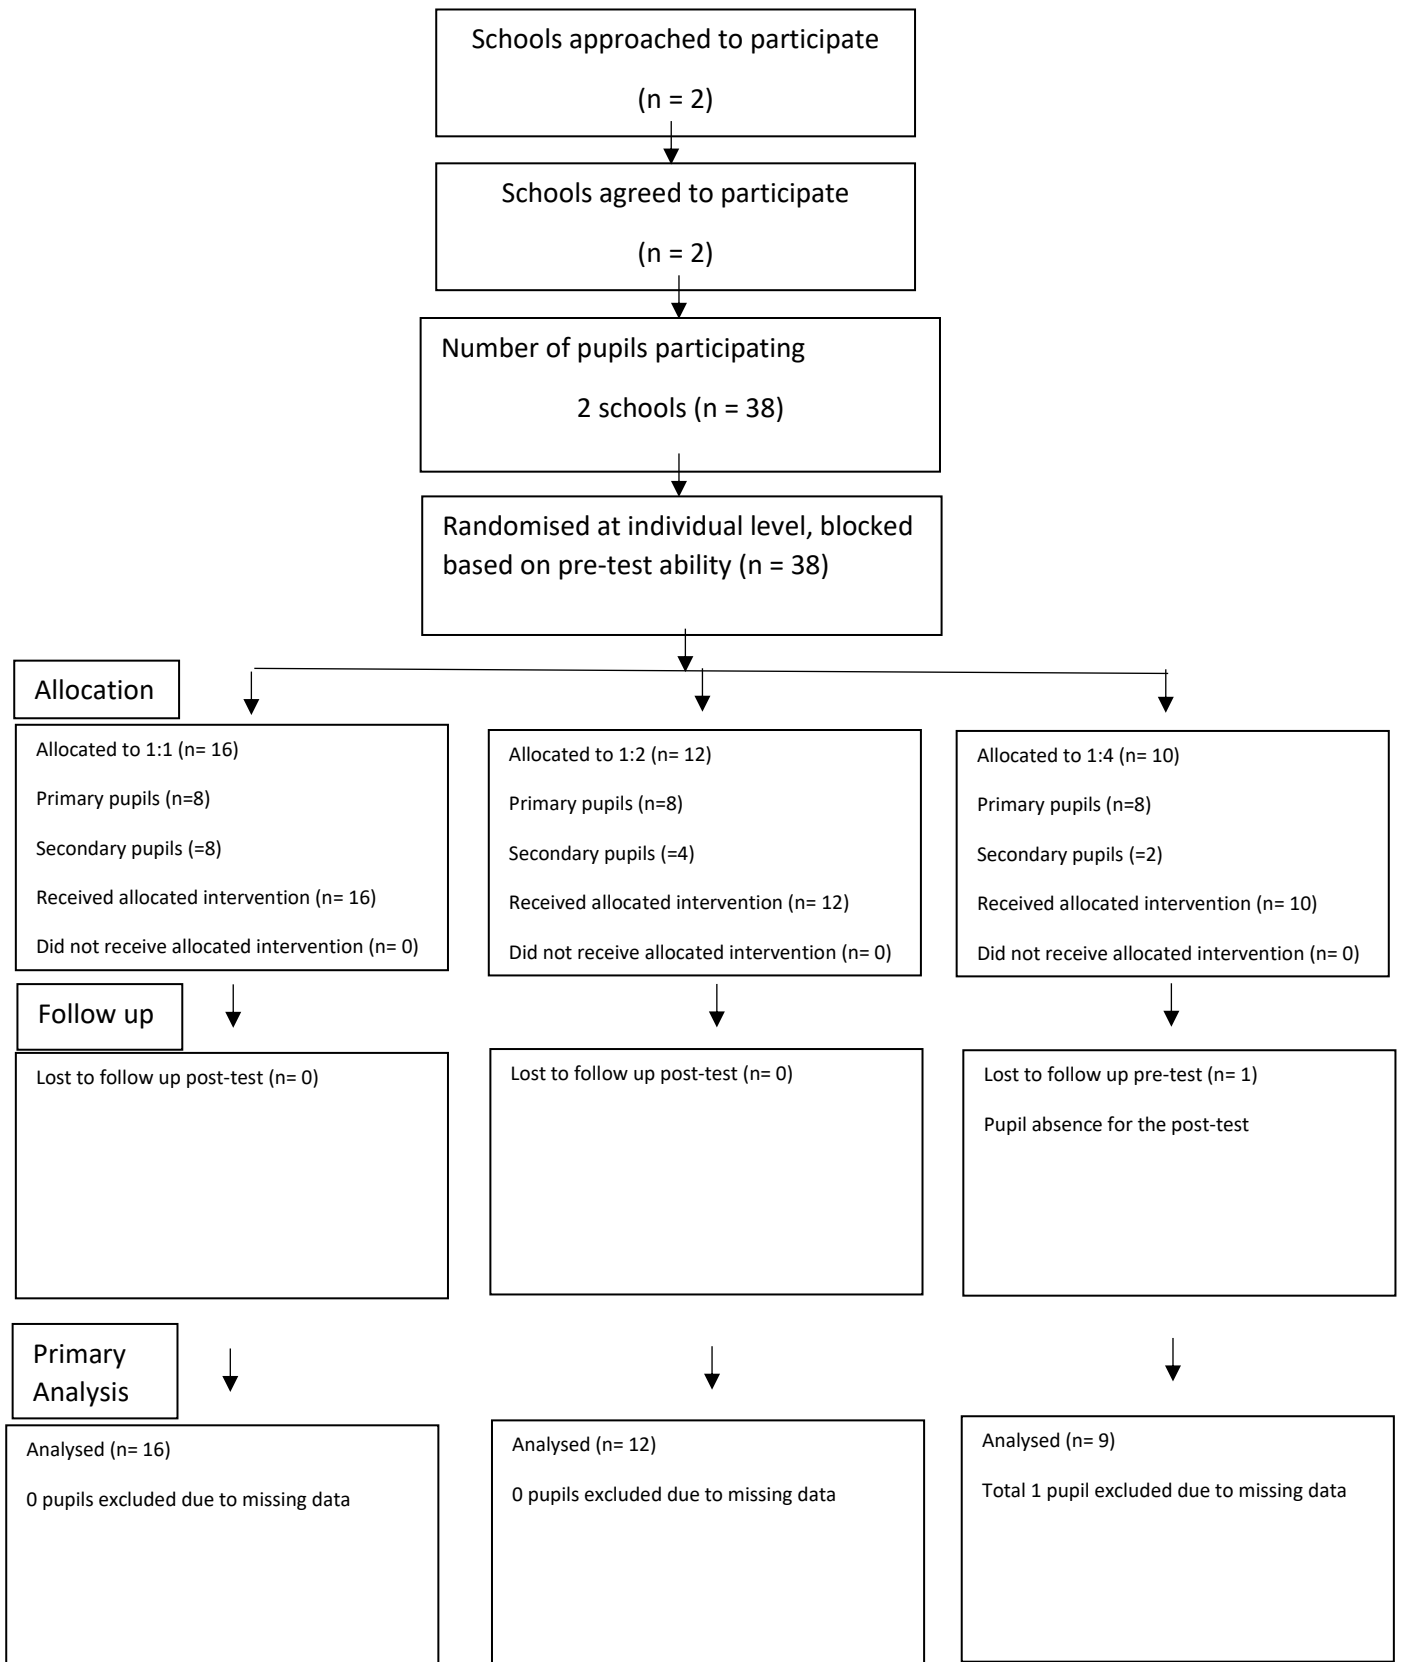 Schools approached to participate
(n = 2)
Schools agreed to participate
(n = 2)
Number of pupils participating
2 schools (n = 38)
Randomised at individual level, blocked
based on pre-test ability (n = 38)
Allocation
Allocated to 1:1 (n= 16)
Primary pupils (n=8)
Secondary pupils (=8)
Received allocated intervention (n= 16)
Did not receive allocated intervention (n= 0)
Allocated to 1:2 (n= 12)
Primary pupils (n=8)
Secondary pupils (=4)
Received allocated intervention (n= 12)
Did not receive allocated intervention (n= 0)
Allocated to 1:4 (n= 10)
Primary pupils (n=8)
Secondary pupils (=2)
Received allocated intervention (n= 10)
Did not receive allocated intervention (n= 0)
Follow up
Lost to follow up post-test (n= 0)
Lost to follow up post-test (n= 0)
Lost to follow up pre-test (n= 1)
Pupil absence for the post-test
Primary
Analysis
Analysed (n= 16)
0 pupils excluded due to missing data
Analysed (n= 12)
0 pupils excluded due to missing data
Analysed (n= 9)
Total 1 pupil excluded due to missing data